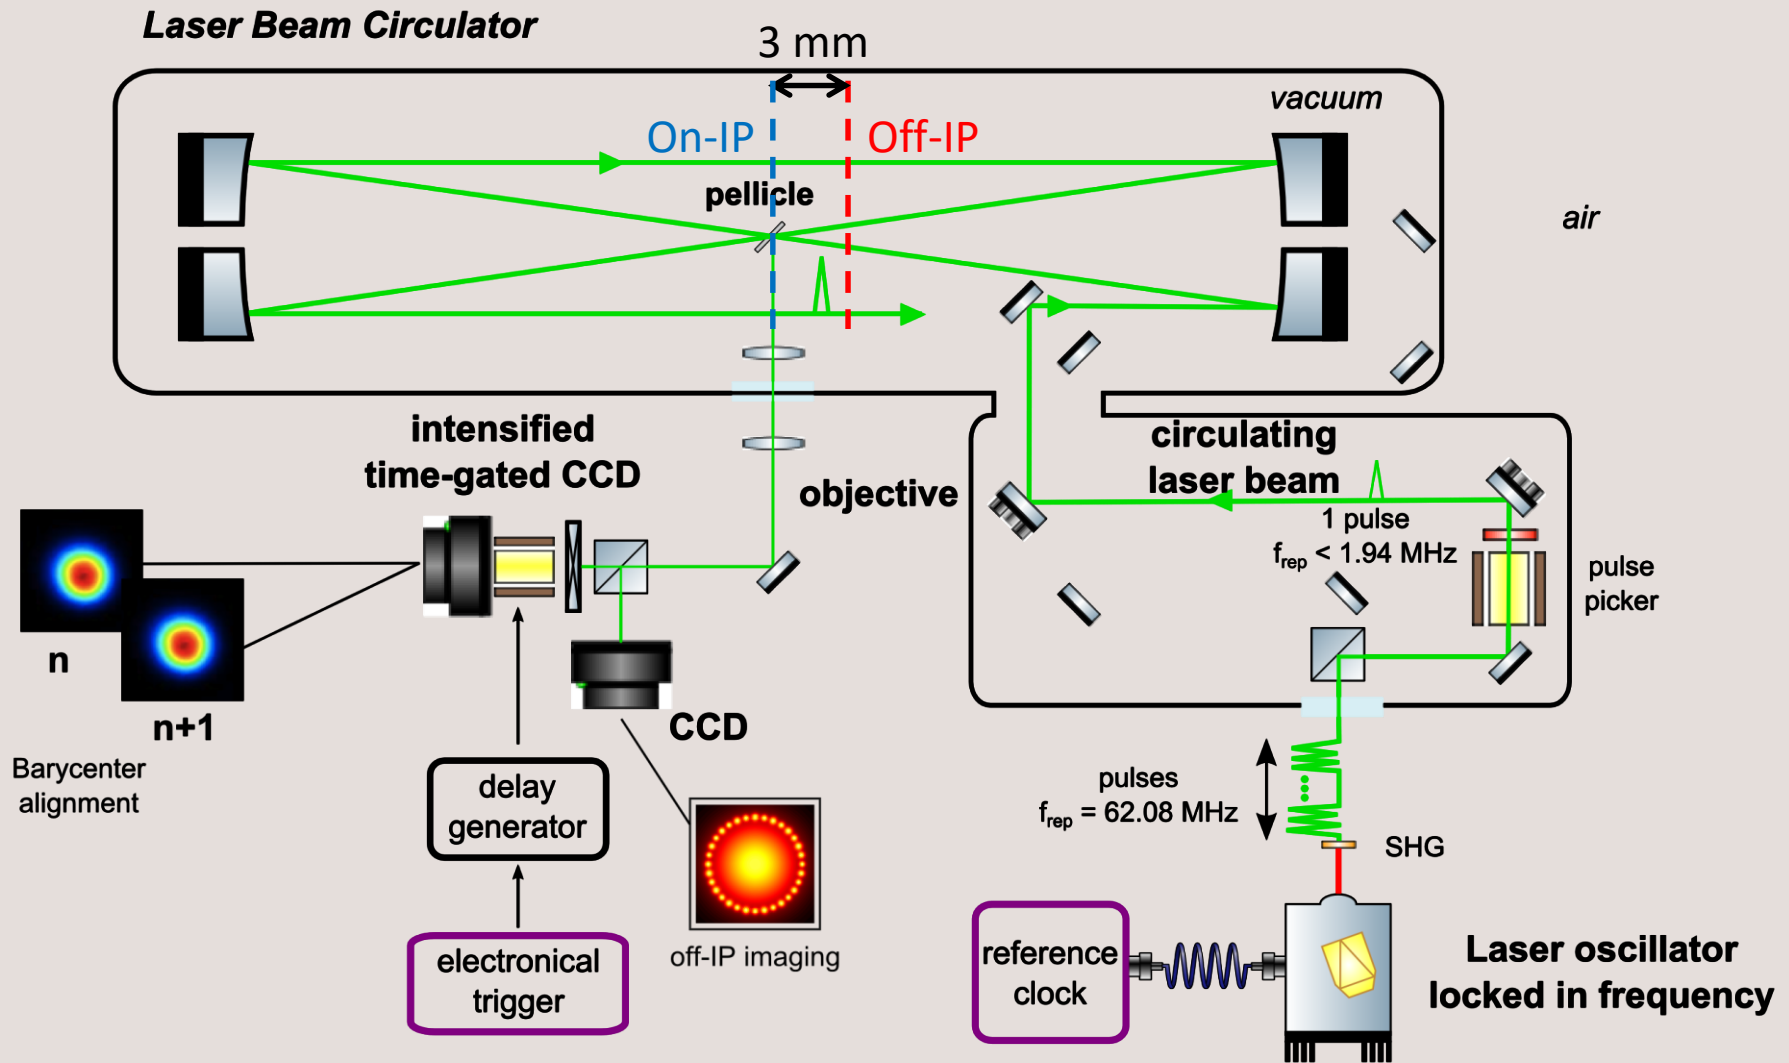 Laser Beam Circulator
3 mm
vacuum
On-IP
Off-IP
pellicle
air
intensified
time-gated CCD
objective
circulating
laser beam
1 pulse
frep < 1.94 MHz
pulse
picker
n
n+1
Barycenter
alignment
CCD
delay
generator
pulses
frep = 62.08 MHz
SHG
off-IP imaging
electronical
trigger
reference
clock
Laser oscillator
locked in frequency